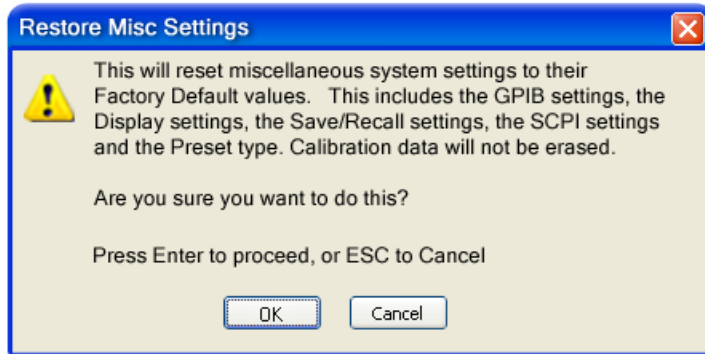 Restore Misc Settings
This will reset miscellaneous system settings to their
Factory Default values.   This includes the GPIB settings, the
Display settings, the Save/Recall settings, the SCPI settings
and the Preset type. Calibration data will not be erased.
Are you sure you want to do this?
Press Enter to proceed, or ESC to Cancel
OK
Cancel